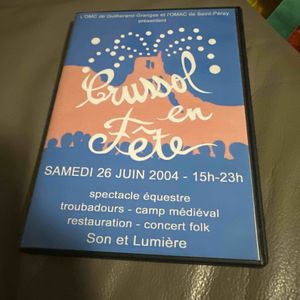 L'OMC de Guilherand-Granges et l'OMAC de Saint-Péray
présentent
Crussol
en
Fête
SAMEDI 26 JUIN 2004 - 15h-23h
spectacle équestre
troubadours - camp médiéval
restauration - concert folk
Son et Lumière